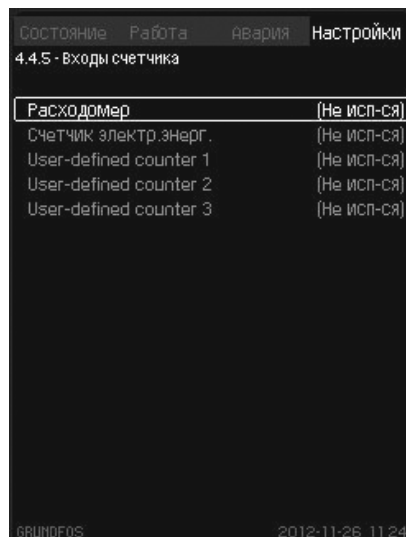 Состояние Работа Авария Настройки
4.4.5 - Входы счетчика
Расходомер (Не исп-ся)
Счетчик электр.энерг. (Не исп-ся)
User-defined counter 1 (Не исп-ся)
User-defined counter 2 (Не исп-ся)
User-defined counter 3 (Не исп-ся)
GRUNDFOS 2012-11-26 11:24